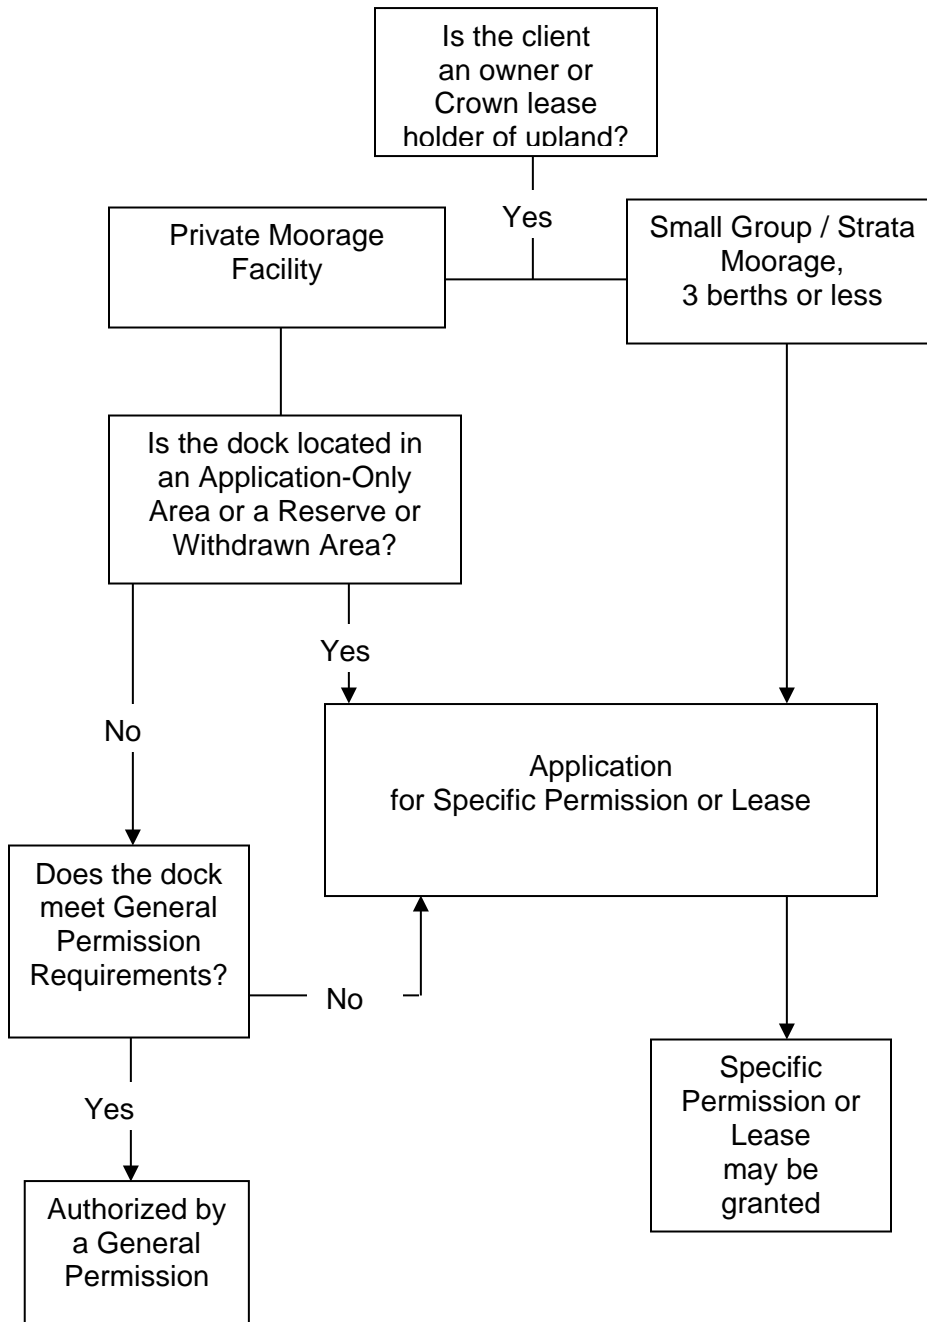 Is the client
an owner or
Crown lease
holder of upland?
Yes
Private Moorage
Facility
Small Group / Strata
Moorage,
3 berths or less
Is the dock located in
an Application-Only
Area or a Reserve or
Withdrawn Area?
Yes
No
Application
for Specific Permission or Lease
Does the dock
meet General
Permission
Requirements?
No
Yes
Specific
Permission or
Lease
may be
granted
Authorized by
a General
Permission